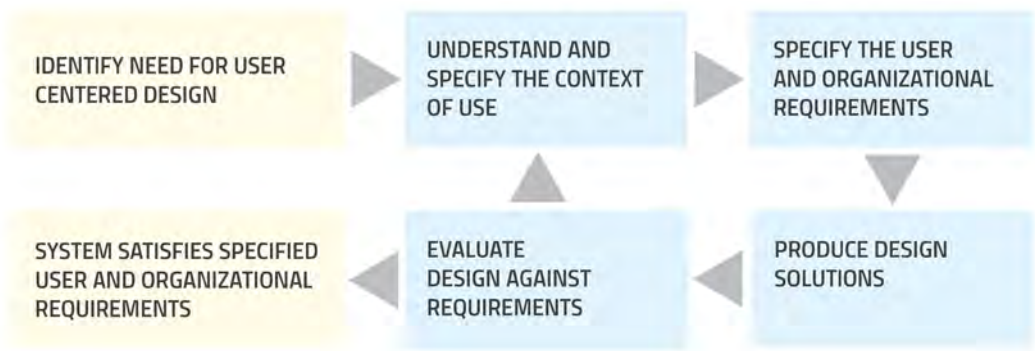 IDENTIFY NEED FOR USER
CENTERED DESIGN
UNDERSTAND AND
SPECIFY THE CONTEXT
OF USE
SPECIFY THE USER
AND ORGANIZATIONAL
REQUIREMENTS
SYSTEM SATISFIES SPECIFIED
USER AND ORGANIZATIONAL
REQUIREMENTS
EVALUATE
DESIGN AGAINST
REQUIREMENTS
PRODUCE DESIGN
SOLUTIONS